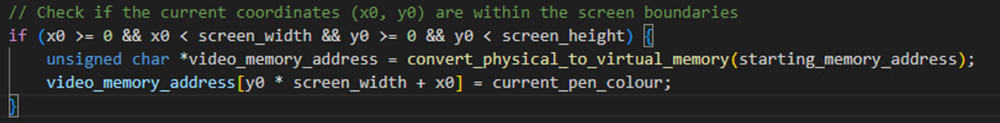 // Check if the current coordinates (x0, y0) are within the screen boundaries
if (x0 >= 0 && x0 < screen_width && y0 >= 0 && y0 < screen_height) {
    unsigned char *video_memory_address = convert_physical_to_virtual_memory(starting_memory_address);
    video_memory_address[y0 * screen_width + x0] = current_pen_colour;
}